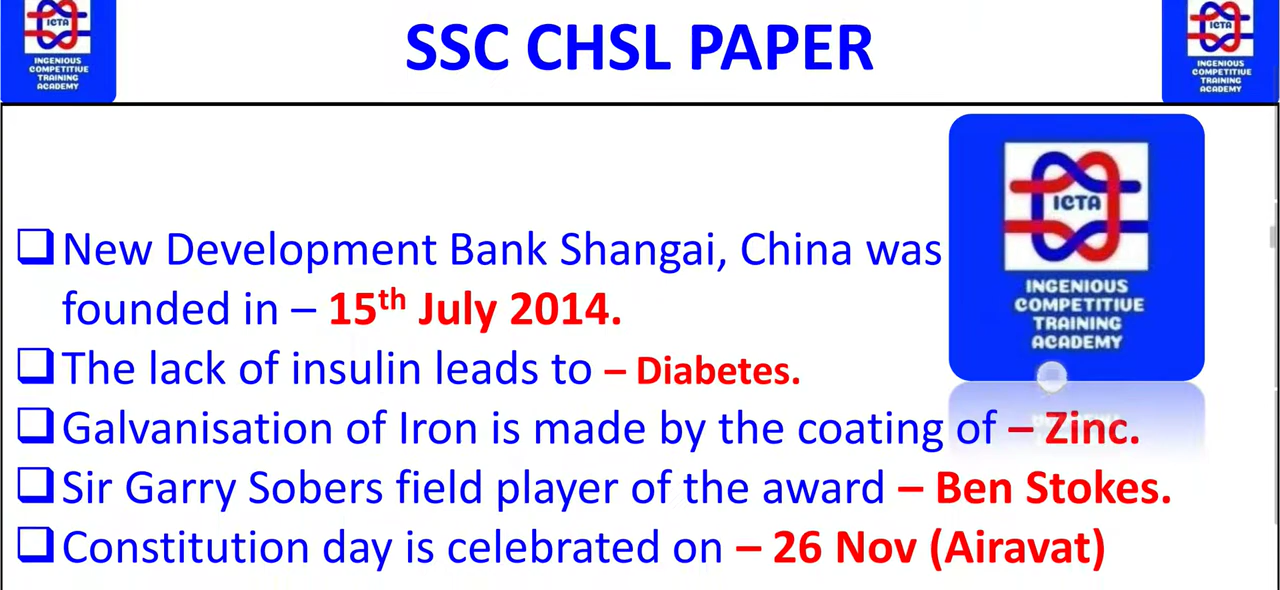 ICTA
INGENIOUS
COMPETITIVE
TRAINING
ACADEMY
SSC CHSL PAPER
ICTA
INGENIOUS
COMPETITIVE
TRAINING
ACADEMY
ICTA
INGENIOUS
COMPETITIVE
TRAINING
ACADEMY
❑New Development Bank Shangai, China was
founded in – 15th July 2014.
❑The lack of insulin leads to – Diabetes.
❑Galvanisation of Iron is made by the coating of – Zinc.
❑Sir Garry Sobers field player of the award – Ben Stokes.
❑Constitution day is celebrated on – 26 Nov (Airavat)